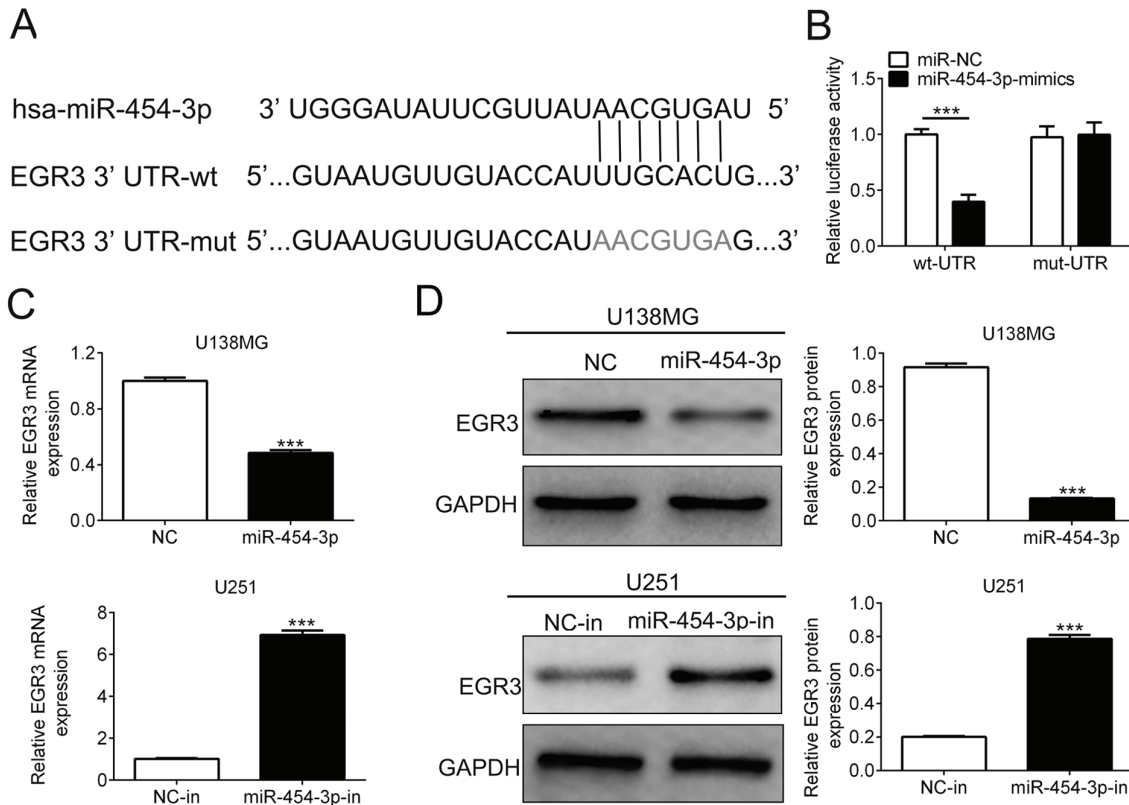 A
hsa-miR-454-3p 3’ UGGGAUAUUCGUUAUAACGUGAU 5’
EGR3 3’ UTR-wt 5’...GUAAUGUUGUACCAUUUGCACUG...3’
EGR3 3’ UTR-mut 5’...GUAAUGUUGUACCAUAACGUGAG...3’
B
miR-NC
miR-454-3p-mimics
Relative luciferase activity
1.5
1.0
0.5
0.0
***
wt-UTR mut-UTR
C
U138MG
Relative EGR3 mRNA
expression
1.2
0.8
0.4
0.0
***
NC miR-454-3p
U251
Relative EGR3 mRNA
expression
8
6
4
2
0
***
NC-in miR-454-3p-in
D
U138MG
NC miR-454-3p
EGR3
GAPDH
U138MG
Relative EGR3 protein
expression
1.0
0.8
0.6
0.4
0.2
0.0
***
NC miR-454-3p
U251
NC-in miR-454-3p-in
EGR3
GAPDH
U251
Relative EGR3 protein
expression
1.0
0.8
0.6
0.4
0.2
0.0
***
NC-in miR-454-3p-in